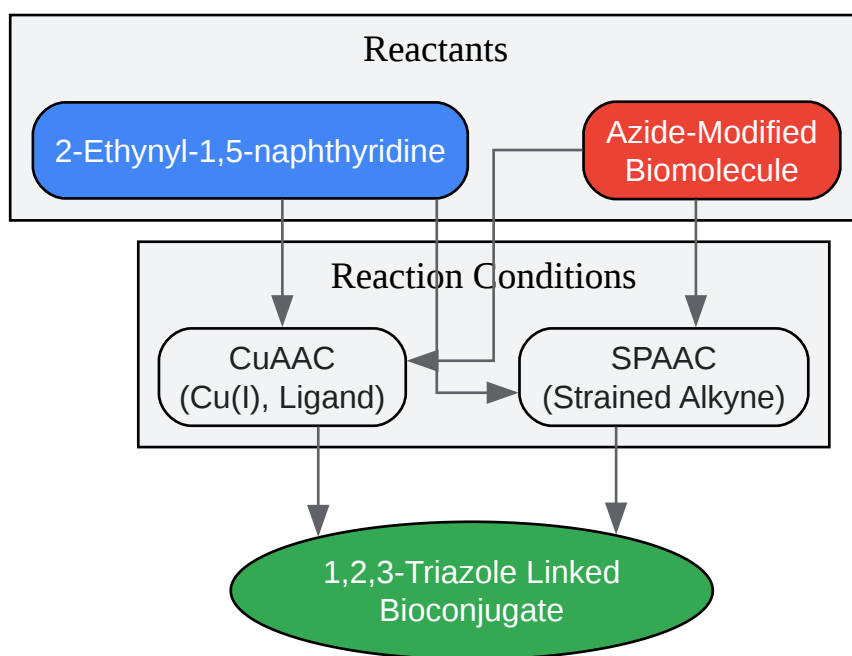 Reactants
2-Ethynyl-1,5-naphthyridine
Azide-Modified
Biomolecule
Reaction Conditions
CuAAC
(Cu(I), Ligand)
SPAAC
(Strained Alkyne)
1,2,3-Triazole Linked
Bioconjugate